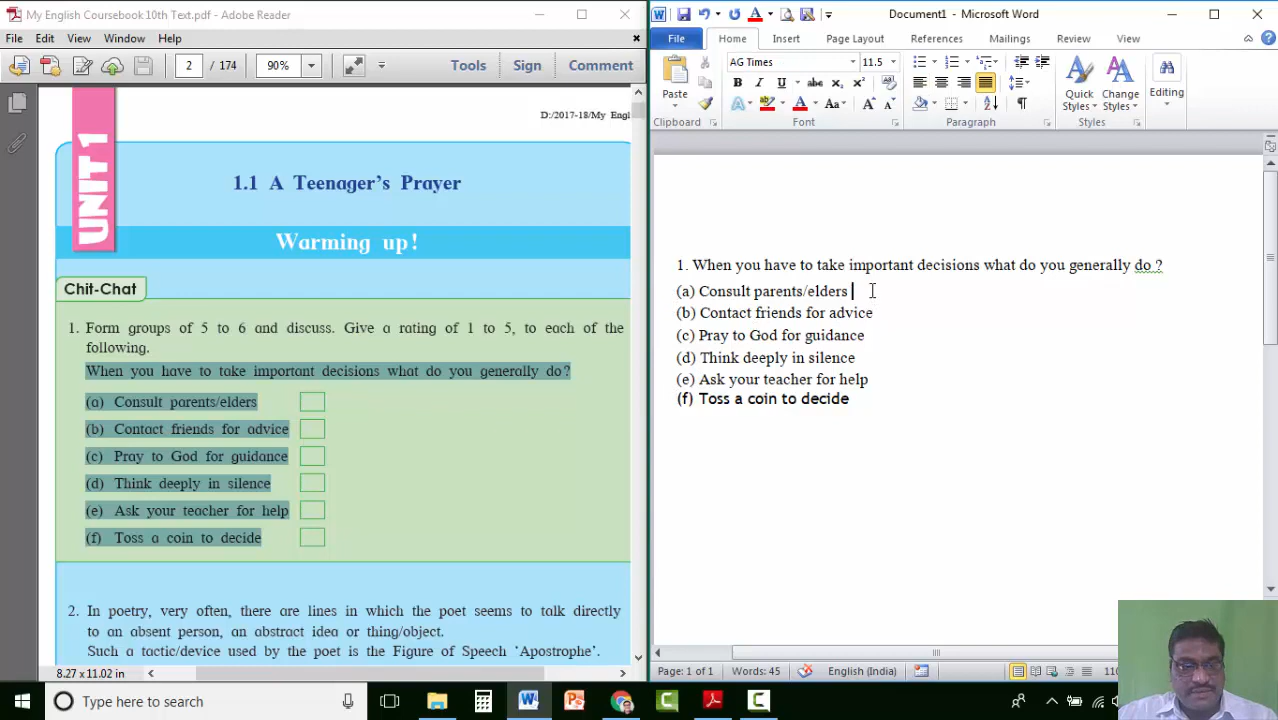 My English Coursebook 10th Text.pdf - Adobe Reader
File Edit View Window Help
2 / 174 90% Tools Sign Comment
D:/2017-18/My Engl
UNIT 1
1.1 A Teenager's Prayer
Warming up!
Chit-Chat
1. Form groups of 5 to 6 and discuss. Give a rating of 1 to 5, to each of the
following.
When you have to take important decisions what do you generally do?
(a) Consult parents/elders
(b) Contact friends for advice
(c) Pray to God for guidance
(d) Think deeply in silence
(e) Ask your teacher for help
(f) Toss a coin to decide
2. In poetry, very often, there are lines in which the poet seems to talk directly
to an absent person, an abstract idea or thing/object.
Such a tactic/device used by the poet is the Figure of Speech 'Apostrophe'.
8.27 x 11.02 in
Document1 - Microsoft Word
File Home Insert Page Layout References Mailings Review View
AG Times 11.5
Paste
B I U abc x₂ x²
A ab A Aa A A
Quick Styles Change Styles Editing
Clipboard Font Paragraph Styles
1. When you have to take important decisions what do you generally do ?
(a) Consult parents/elders
(b) Contact friends for advice
(c) Pray to God for guidance
(d) Think deeply in silence
(e) Ask your teacher for help
(f) Toss a coin to decide
Page: 1 of 1 Words: 45 English (India) 110
Type here to search